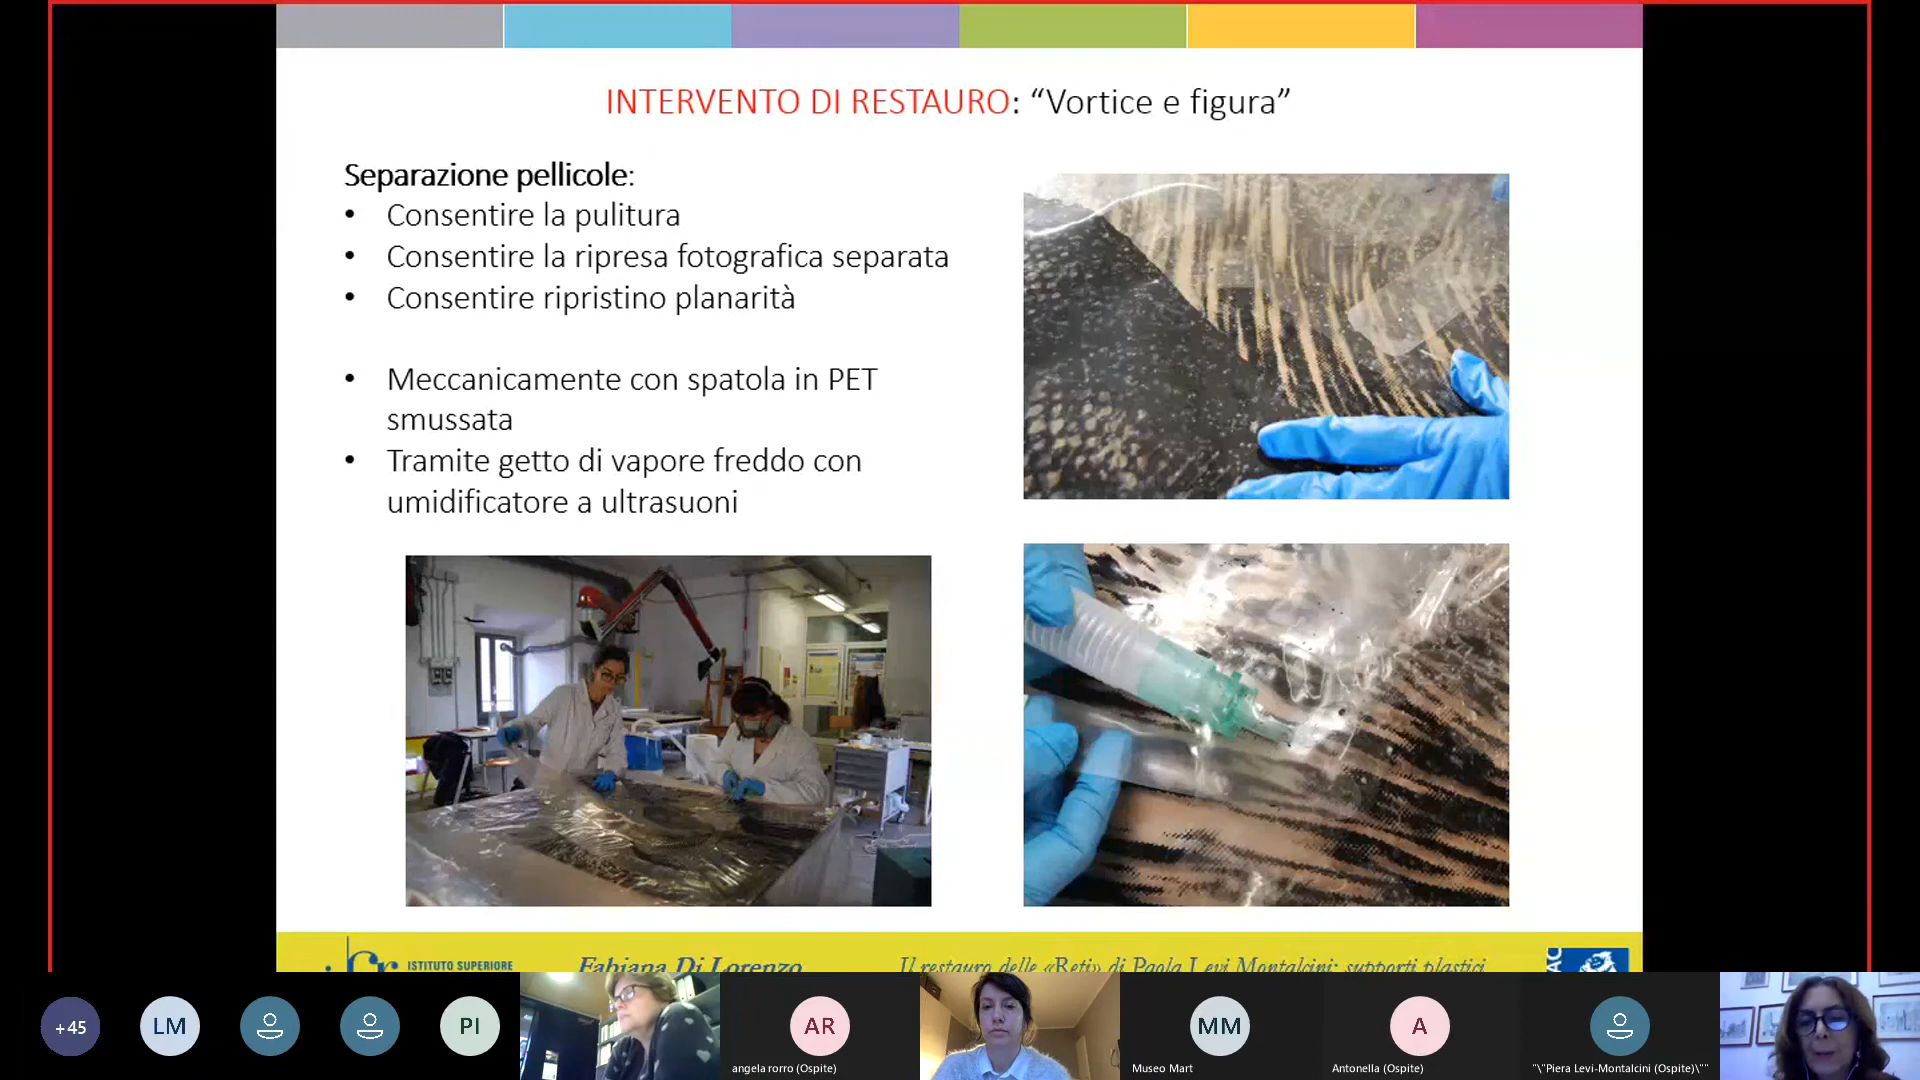 INTERVENTO DI RESTAURO: “Vortice e figura”
Separazione pellicole:
• Consentire la pulitura
• Consentire la ripresa fotografica separata
• Consentire ripristino planarità
• Meccanicamente con spatola in PET
smussata
• Tramite getto di vapore freddo con
umidificatore a ultrasuoni
ISTITUTO SUPERIORE
Fabiana Di Lorenzo
Il restauro delle «Reti» di Paola Levi Montalcini: supporti plastici
+45
LM
PI
AR
angela rorro (Ospite)
MM
Museo Mart
A
Antonella (Ospite)
"\"Piera Levi-Montalcini (Ospite)\""